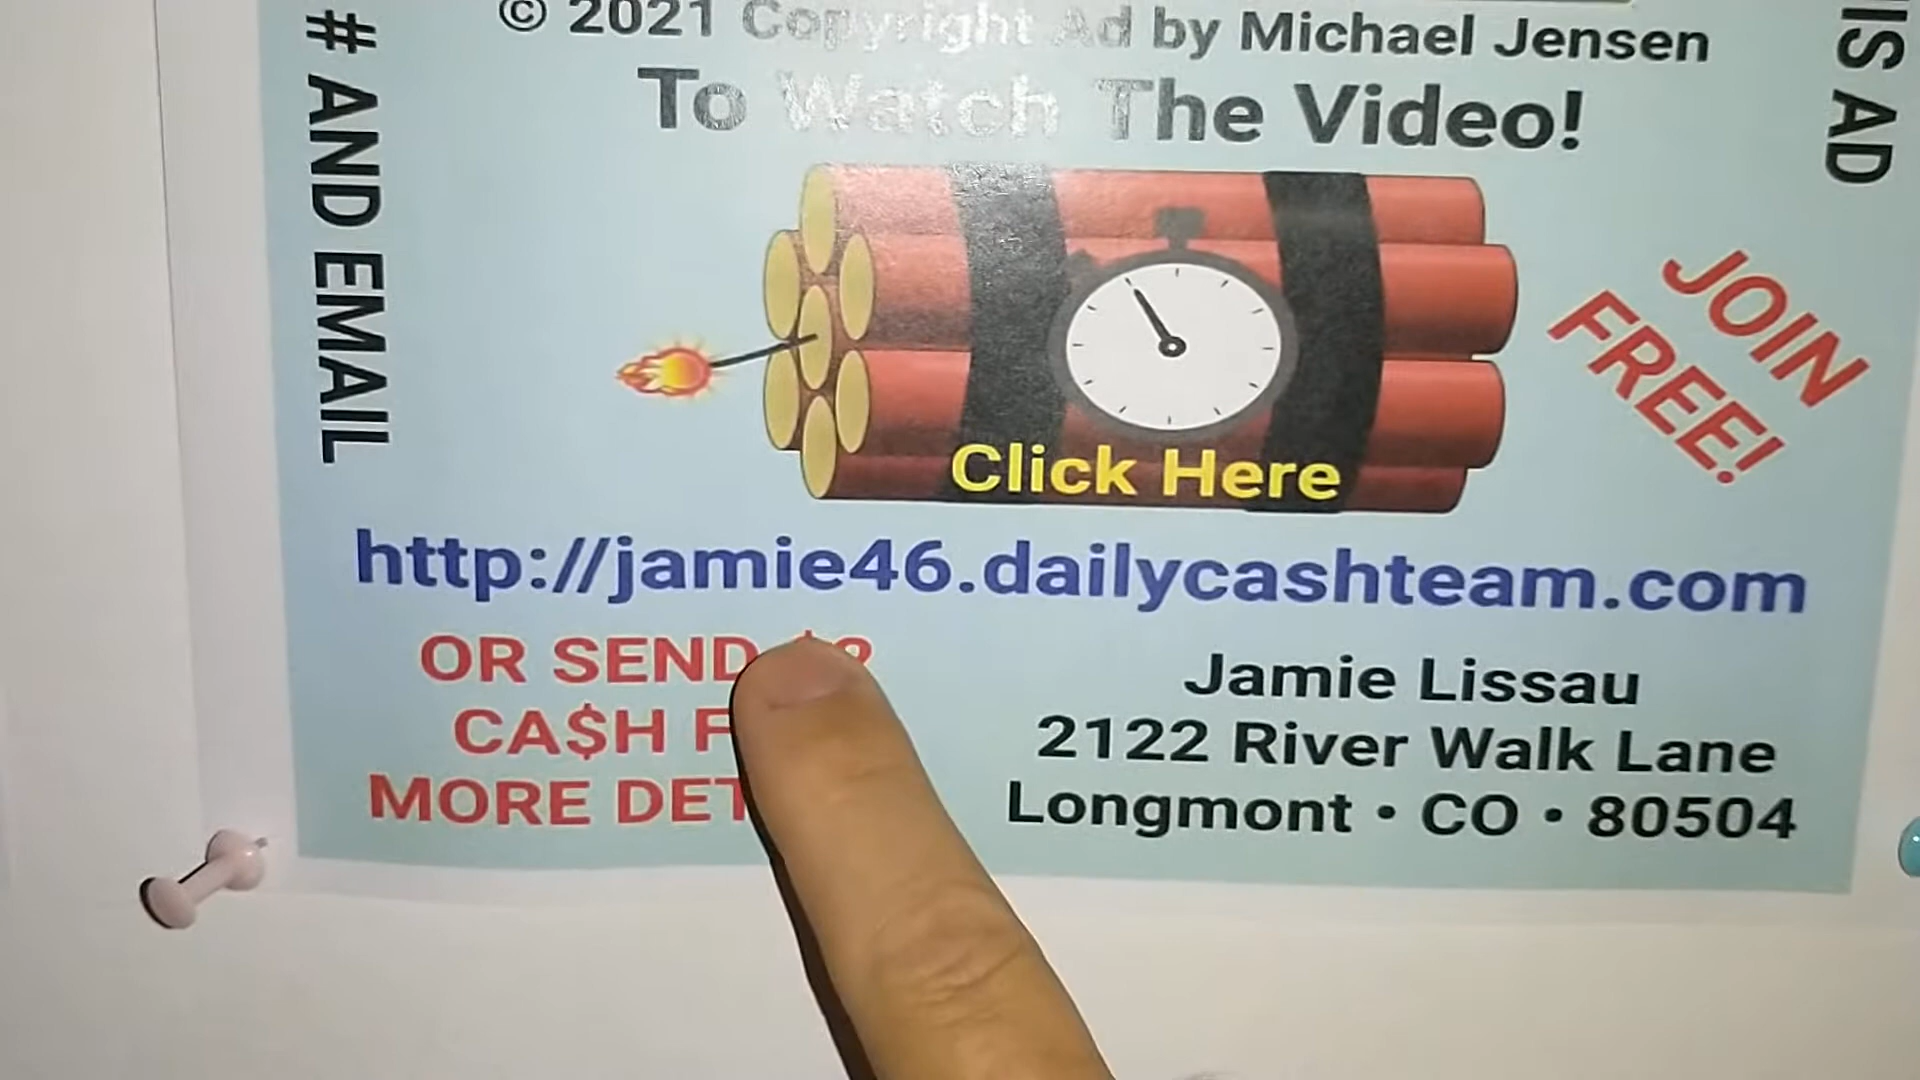 © 2021 Copyright Ad by Michael Jensen
To Watch The Video!
# AND EMAIL
IS AD
JOIN
FREE!
Click Here
http://jamie46.dailycashteam.com
OR SEND
CA$H
MORE
Jamie Lissau
2122 River Walk Lane
Longmont • CO • 80504